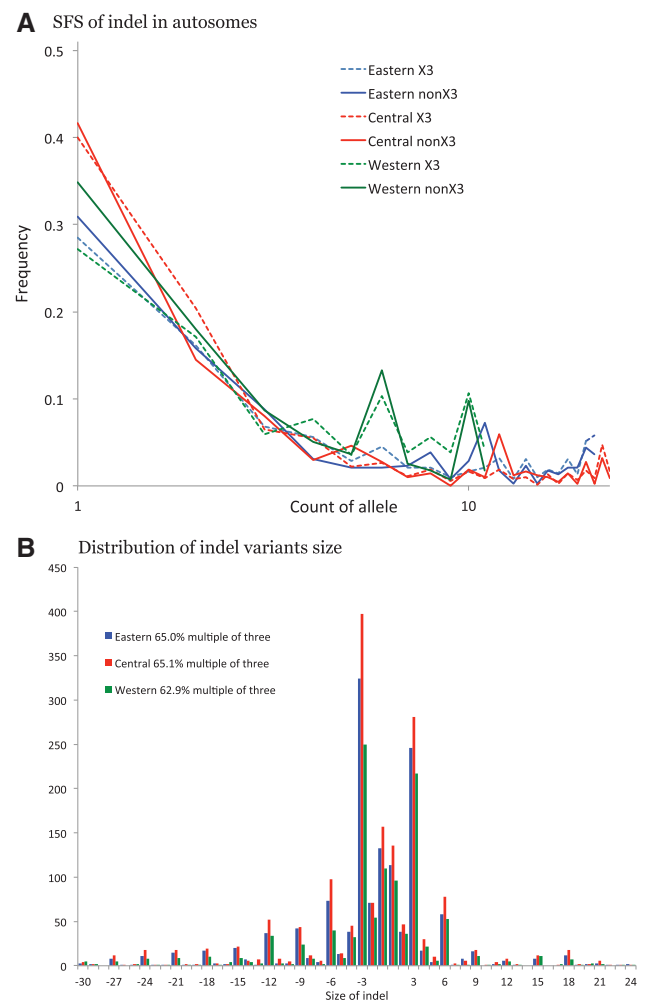 A SFS of indel in autosomes
0.5
0.4
0.3
0.2
0.1
0
Frequency
Eastern X3
Eastern nonX3
Central X3
Central nonX3
Western X3
Western nonX3
1 10
Count of allele
B Distribution of indel variants size
450
400
350
300
250
200
150
100
50
0
Eastern 65.0% multiple of three
Central 65.1% multiple of three
Western 62.9% multiple of three
-30 -27 -24 -21 -18 -15 -12 -9 -6 -3 3 6 9 12 15 18 21 24
Size of indel